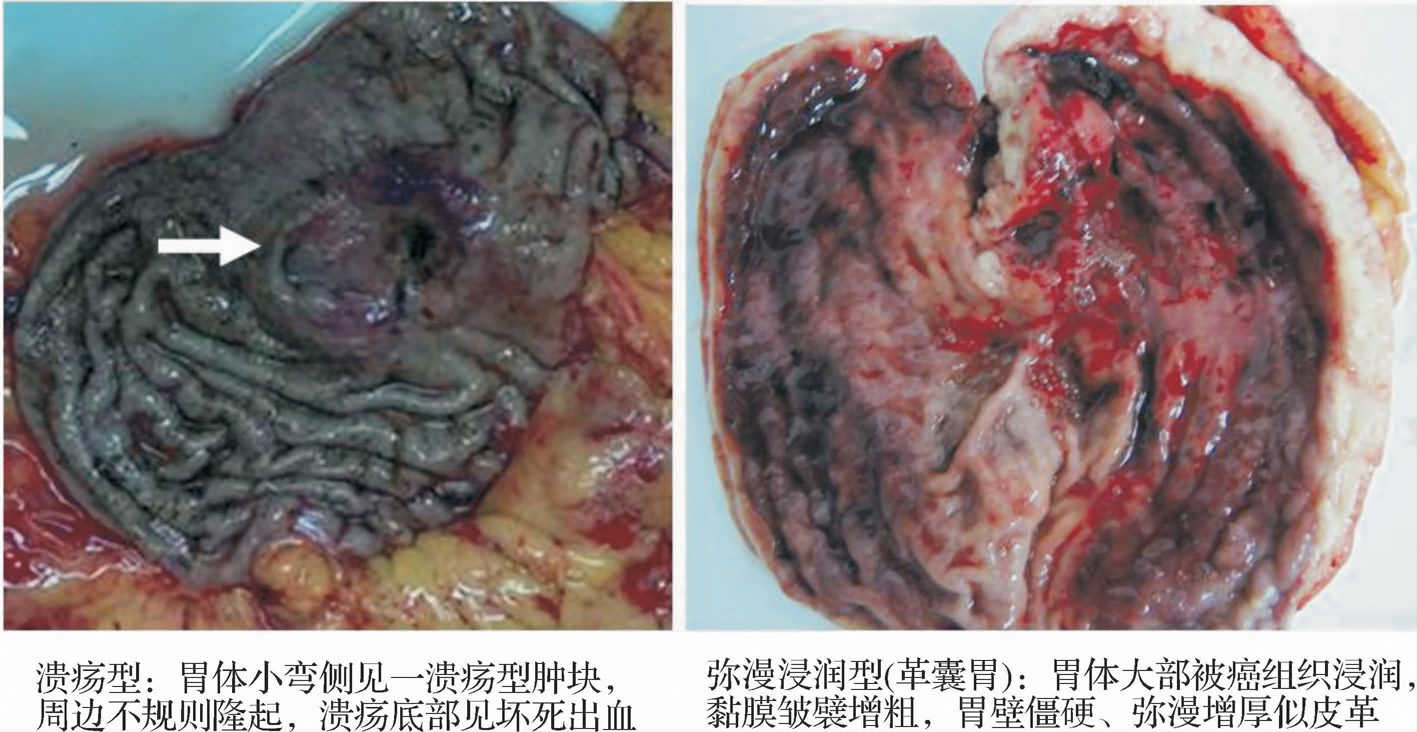 溃疡型：胃体小弯侧见一溃疡型肿块，
周边不规则隆起，溃疡底部见坏死出血
弥漫浸润型(革囊胃)：胃体大部被癌组织浸润，
黏膜皱襞增粗，胃壁僵硬、弥漫增厚似皮革